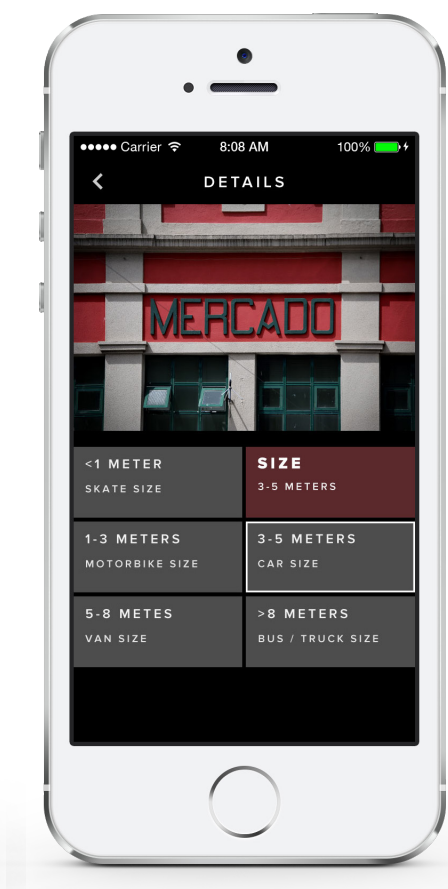 Carrier 8:08 AM 100%
DETAILS
MERCADO
<1 METER
SKATE SIZE
SIZE
3-5 METERS
1-3 METERS
MOTORBIKE SIZE
3-5 METERS
CAR SIZE
5-8 METES
VAN SIZE
>8 METERS
BUS / TRUCK SIZE